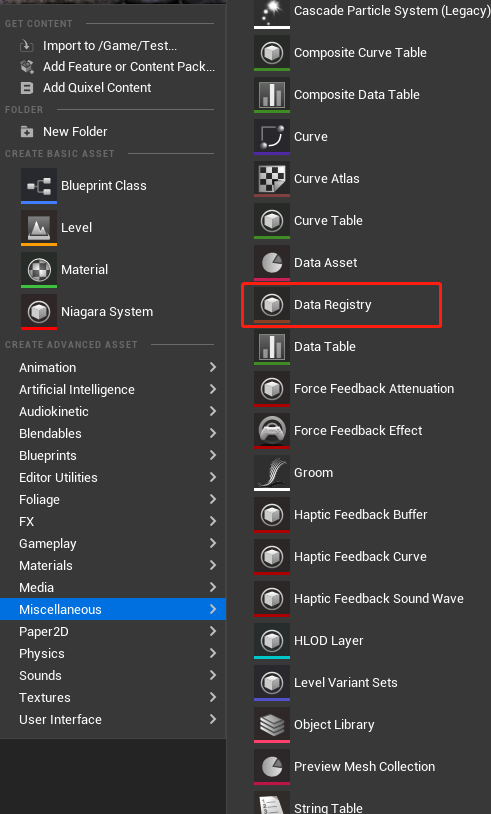 GET CONTENT
Import to /Game/Test...
Add Feature or Content Pack...
Add Quixel Content
FOLDER
New Folder
CREATE BASIC ASSET
Blueprint Class
Level
Material
Niagara System
CREATE ADVANCED ASSET
Animation
Artificial Intelligence
Audiokinetic
Blendables
Blueprints
Editor Utilities
Foliage
FX
Gameplay
Materials
Media
Miscellaneous
Paper2D
Physics
Sounds
Textures
User Interface
Cascade Particle System (Legacy)
Composite Curve Table
Composite Data Table
Curve
Curve Atlas
Curve Table
Data Asset
Data Registry
Data Table
Force Feedback Attenuation
Force Feedback Effect
Groom
Haptic Feedback Buffer
Haptic Feedback Curve
Haptic Feedback Sound Wave
HLOD Layer
Level Variant Sets
Object Library
Preview Mesh Collection
String Table